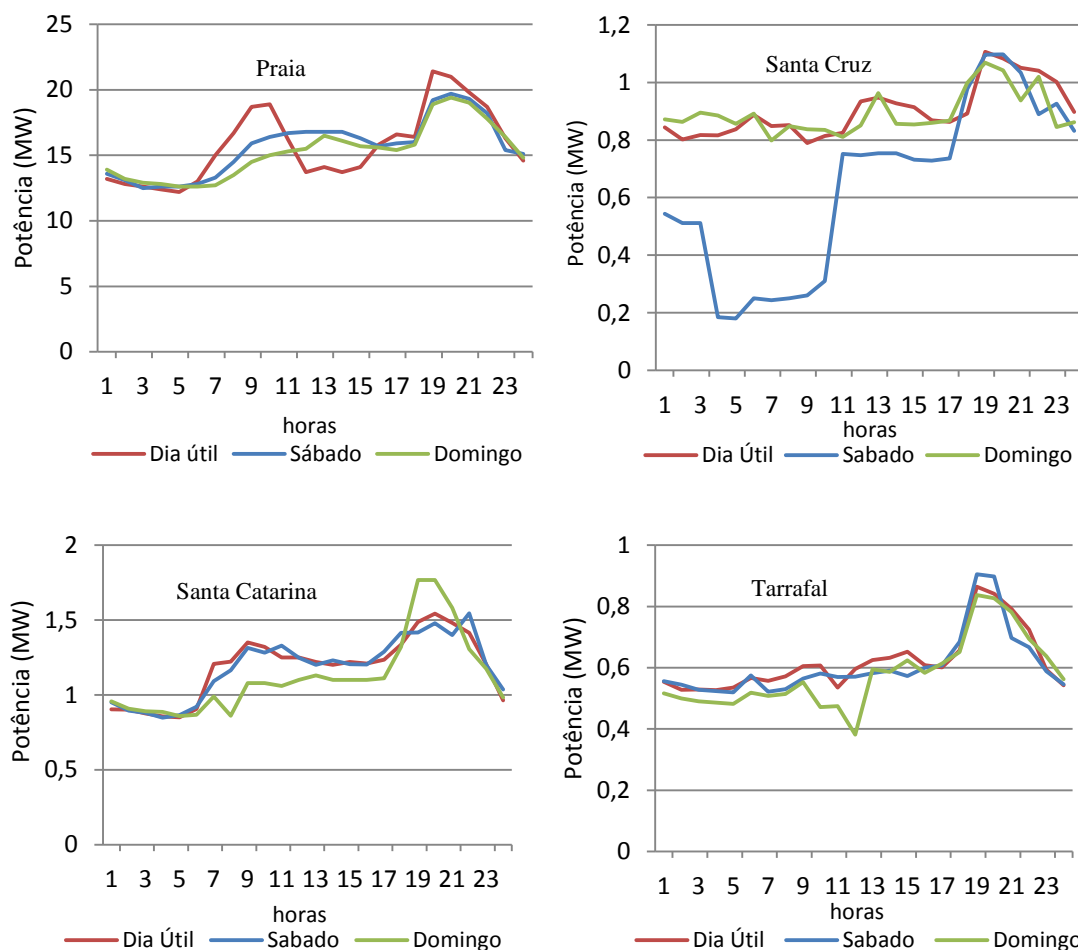 Praia
Potência (MW)
25
20
15
10
5
0
1 3 5 7 9 11 13 15 17 19 21 23
horas
Dia útil Sábado Domingo
Santa Cruz
Potência (MW)
1,2
1
0,8
0,6
0,4
0,2
0
1 3 5 7 9 11 13 15 17 19 21 23
horas
Dia Útil Sabado Domingo
Santa Catarina
Potência (MW)
2
1,5
1
0,5
0
1 3 5 7 9 11 13 15 17 19 21 23
horas
Dia Útil Sabado Domingo
Tarrafal
Potência (MW)
1
0,8
0,6
0,4
0,2
0
1 3 5 7 9 11 13 15 17 19 21 23
horas
Dia Útil Sabado Domingo